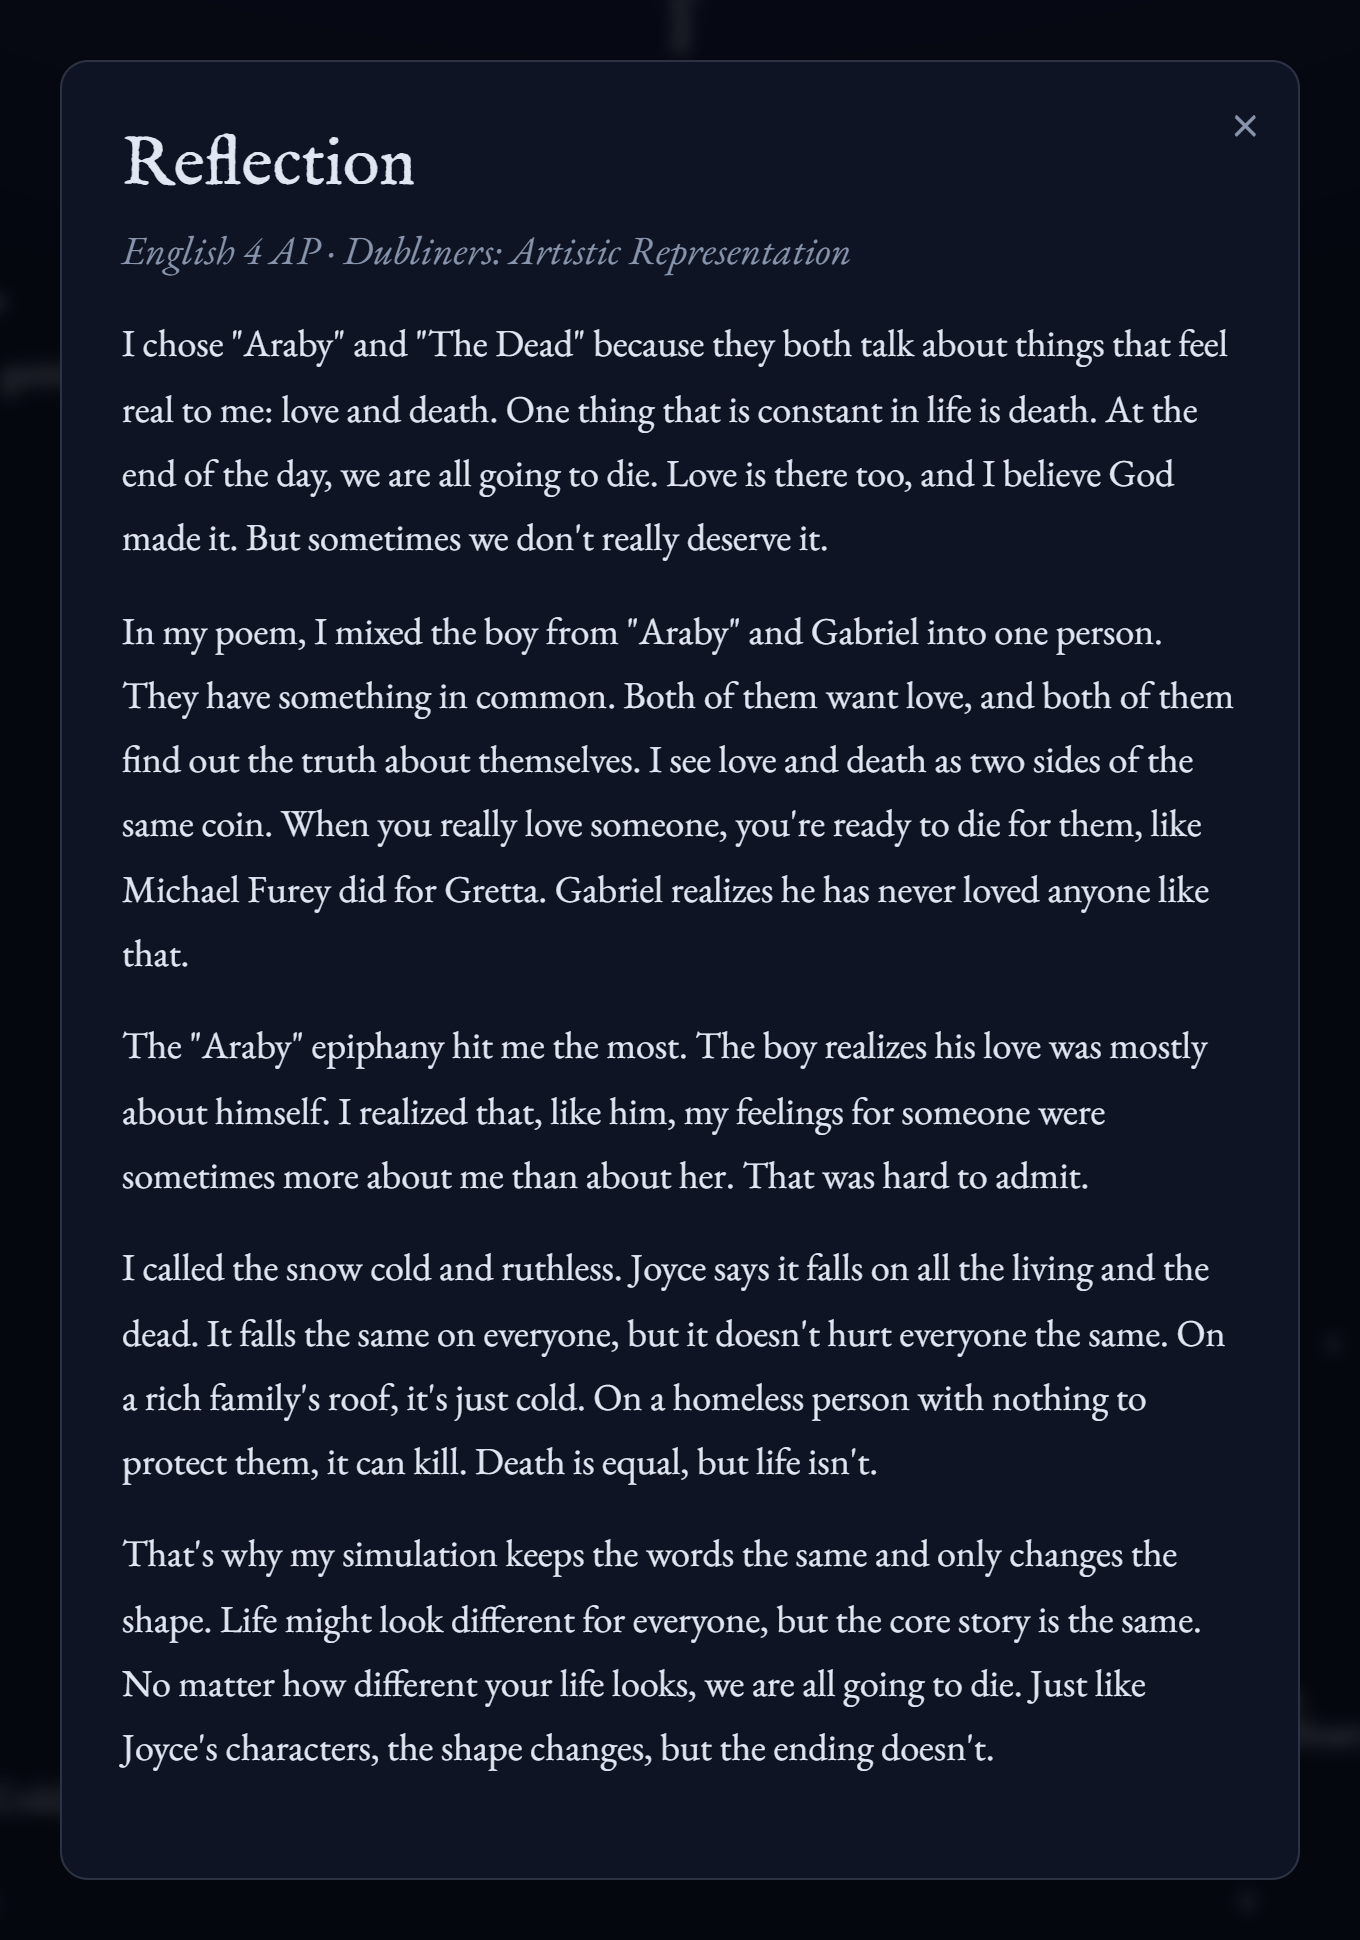 Reflection
English 4 AP · Dubliners: Artistic Representation
I chose "Araby" and "The Dead" because they both talk about things that feel
real to me: love and death. One thing that is constant in life is death. At the
end of the day, we are all going to die. Love is there too, and I believe God
made it. But sometimes we don't really deserve it.
In my poem, I mixed the boy from "Araby" and Gabriel into one person.
They have something in common. Both of them want love, and both of them
find out the truth about themselves. I see love and death as two sides of the
same coin. When you really love someone, you're ready to die for them, like
Michael Furey did for Gretta. Gabriel realizes he has never loved anyone like
that.
The "Araby" epiphany hit me the most. The boy realizes his love was mostly
about himself. I realized that, like him, my feelings for someone were
sometimes more about me than about her. That was hard to admit.
I called the snow cold and ruthless. Joyce says it falls on all the living and the
dead. It falls the same on everyone, but it doesn't hurt everyone the same. On
a rich family's roof, it's just cold. On a homeless person with nothing to
protect them, it can kill. Death is equal, but life isn't.
That's why my simulation keeps the words the same and only changes the
shape. Life might look different for everyone, but the core story is the same.
No matter how different your life looks, we are all going to die. Just like
Joyce's characters, the shape changes, but the ending doesn't.